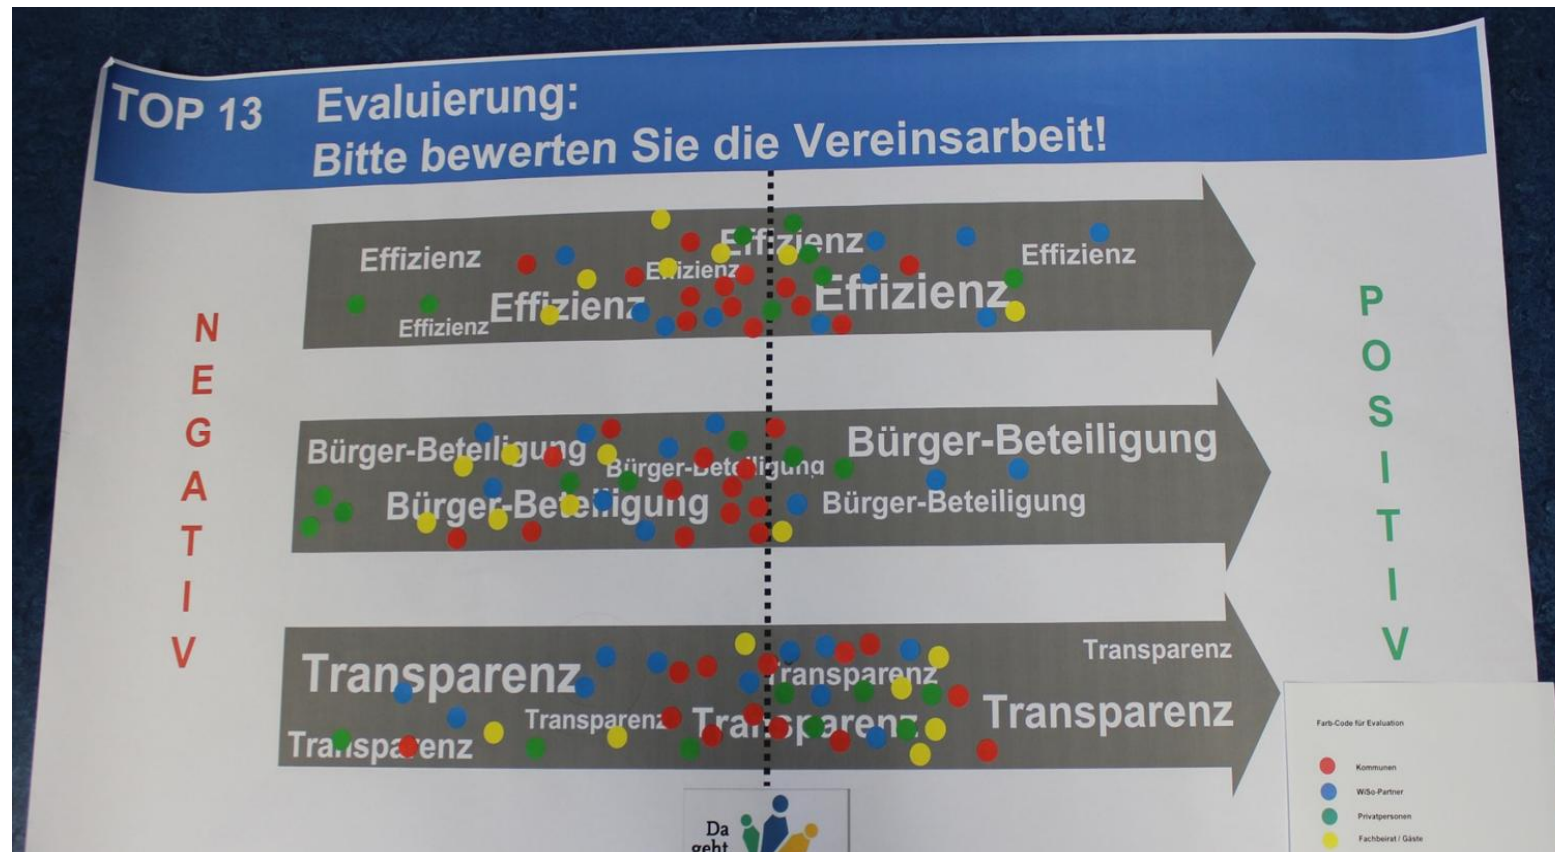 TOP 13
Evaluierung:
Bitte bewerten Sie die Vereinsarbeit!
NEGATIV
POSITIV
Effizienz
Effizienz
Effizienz
Effizienz
Effizienz
Effizienz
Effizienz
Bürger-Beteiligung
Bürger-Beteiligung
Bürger-Beteiligung
Bürger-Beteiligung
Bürger-Beteiligung
Transparenz
Transparenz
Transparenz
Transparenz
Transparenz
Transparenz
Transparenz
Farb-Code für Evaluation
Kommunen
WiSo-Partner
Privatpersonen
Fachbeirat / Gäste
Da
geht